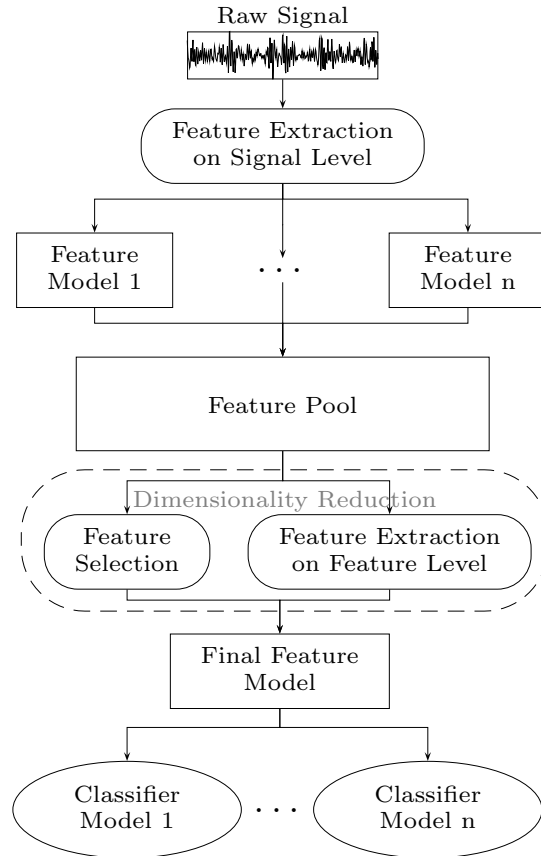 Raw Signal
Feature Extraction
on Signal Level
Feature
Model 1
. . .
Feature
Model n
Feature Pool
Dimensionality Reduction
Feature
Selection
Feature Extraction
on Feature Level
Final Feature
Model
Classifier
Model 1
. . .
Classifier
Model n